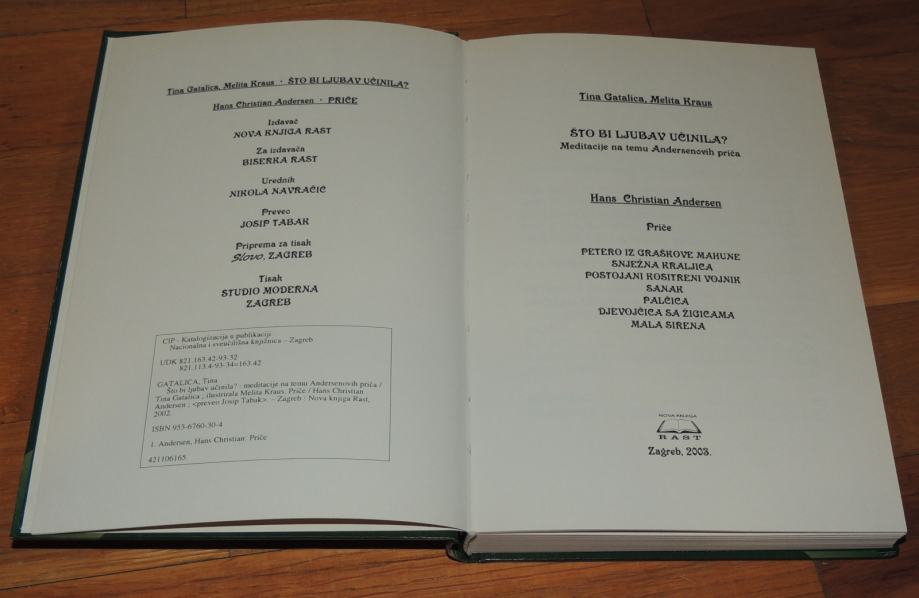 Tina Gatalica, Melita Kraus · ŠTO BI LJUBAV UČINILA?
Hans Christian Andersen · PRIČE
Izdavač
NOVA KNJIGA RAST
Za izdavača
BISERKA RAST
Urednik
NIKOLA NAVRAČIĆ
Preveo
JOSIP TABAK
Priprema za tisak
Slovo, ZAGREB
Tisak
STUDIO MODERNA
ZAGREB
CIP - Katalogizacija u publikaciji
Nacionalna i sveučilišna knjižnica – Zagreb
UDK 821.163.42-93-32
821.113.4-93-34=163.42
GATALICA, Tina
Što bi ljubav učinila? : meditacije na temu Andersenovih priča /
Tina Gatalica ; ilustrirala Melita Kraus. Priče / Hans Christian
Andersen ; <preveo Josip Tabak>. – Zagreb : Nova knjiga Rast,
2002.
ISBN 953-6760-30-4
1. Andersen, Hans Christian: Priče
421106165
Tina Gatalica, Melita Kraus
ŠTO BI LJUBAV UČINILA?
Meditacije na temu Andersenovih priča
Hans Christian Andersen
Priče
PETERO IZ GRAŠKOVE MAHUNE
SNJEŽNA KRALJICA
POSTOJANI KOSITRENI VOJNIK
SANAK
PALČICA
DJEVOJČICA SA ŽIGICAMA
MALA SIRENA
NOVA KNJIGA
RAST
Zagreb, 2003.